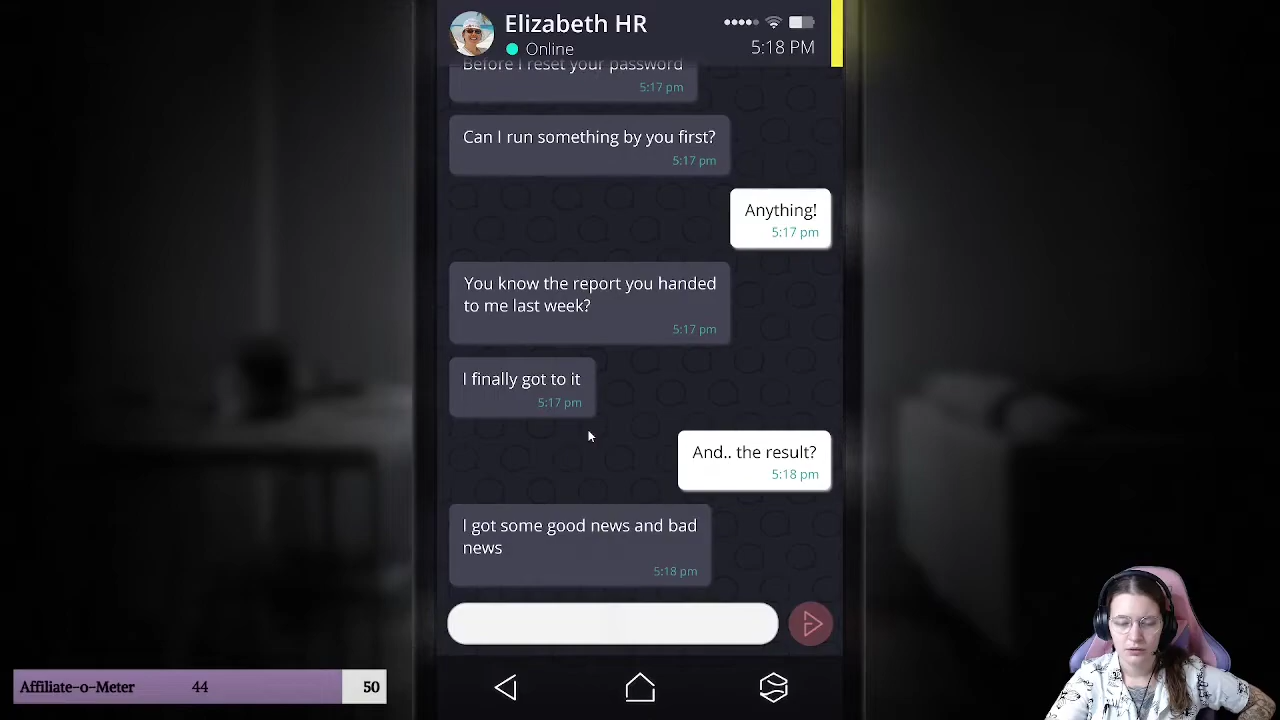 Elizabeth HR
Online
5:18 PM
Before I reset your password
5:17 pm
Can I run something by you first?
5:17 pm
Anything!
5:17 pm
You know the report you handed
to me last week?
5:17 pm
I finally got to it
5:17 pm
And.. the result?
5:18 pm
I got some good news and bad
news
5:18 pm
Affiliate-o-Meter 44 50